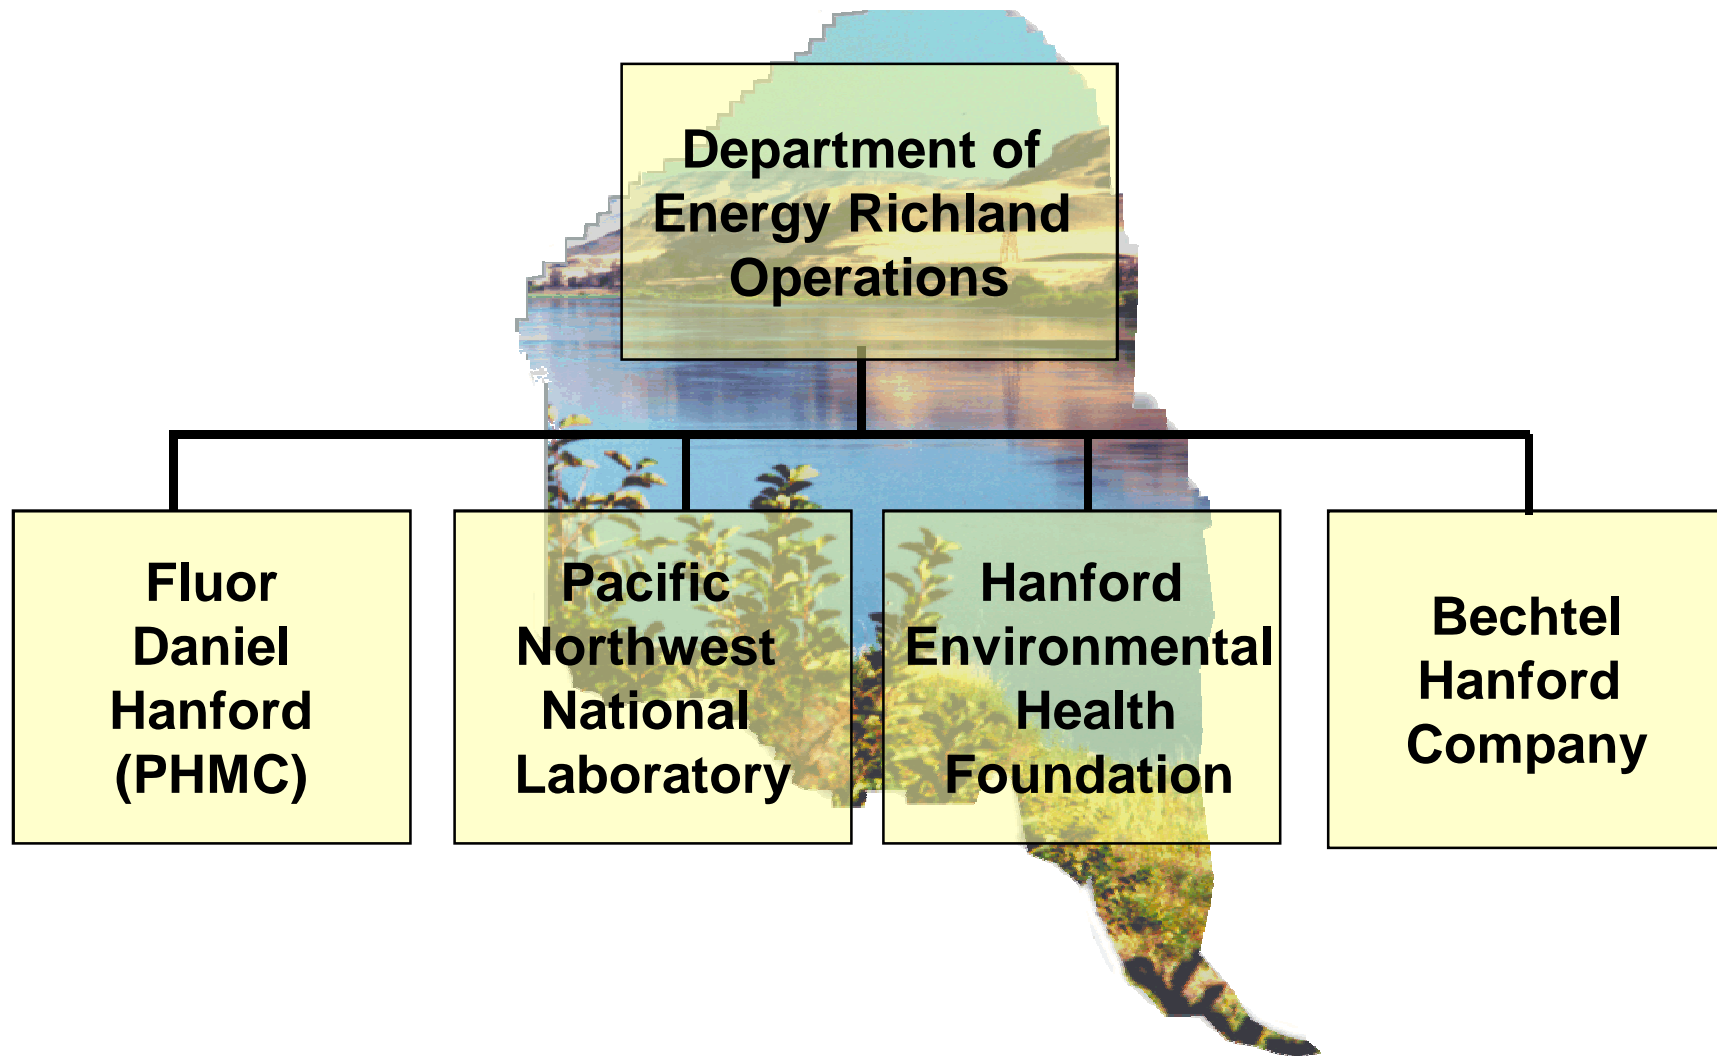 Department of
Energy Richland
Operations
Fluor
Daniel
Hanford
(PHMC)
Pacific
Northwest
National
Laboratory
Hanford
Environmental
Health
Foundation
Bechtel
Hanford
Company